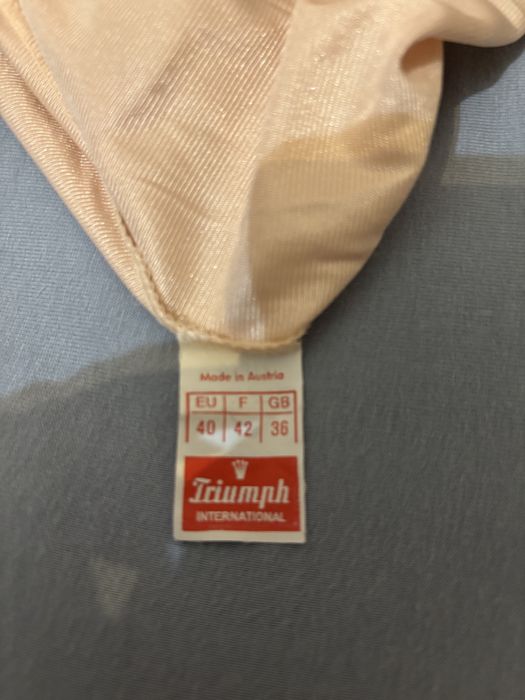 Made in Austria
EU F GB
40 42 36
Triumph
INTERNATIONAL